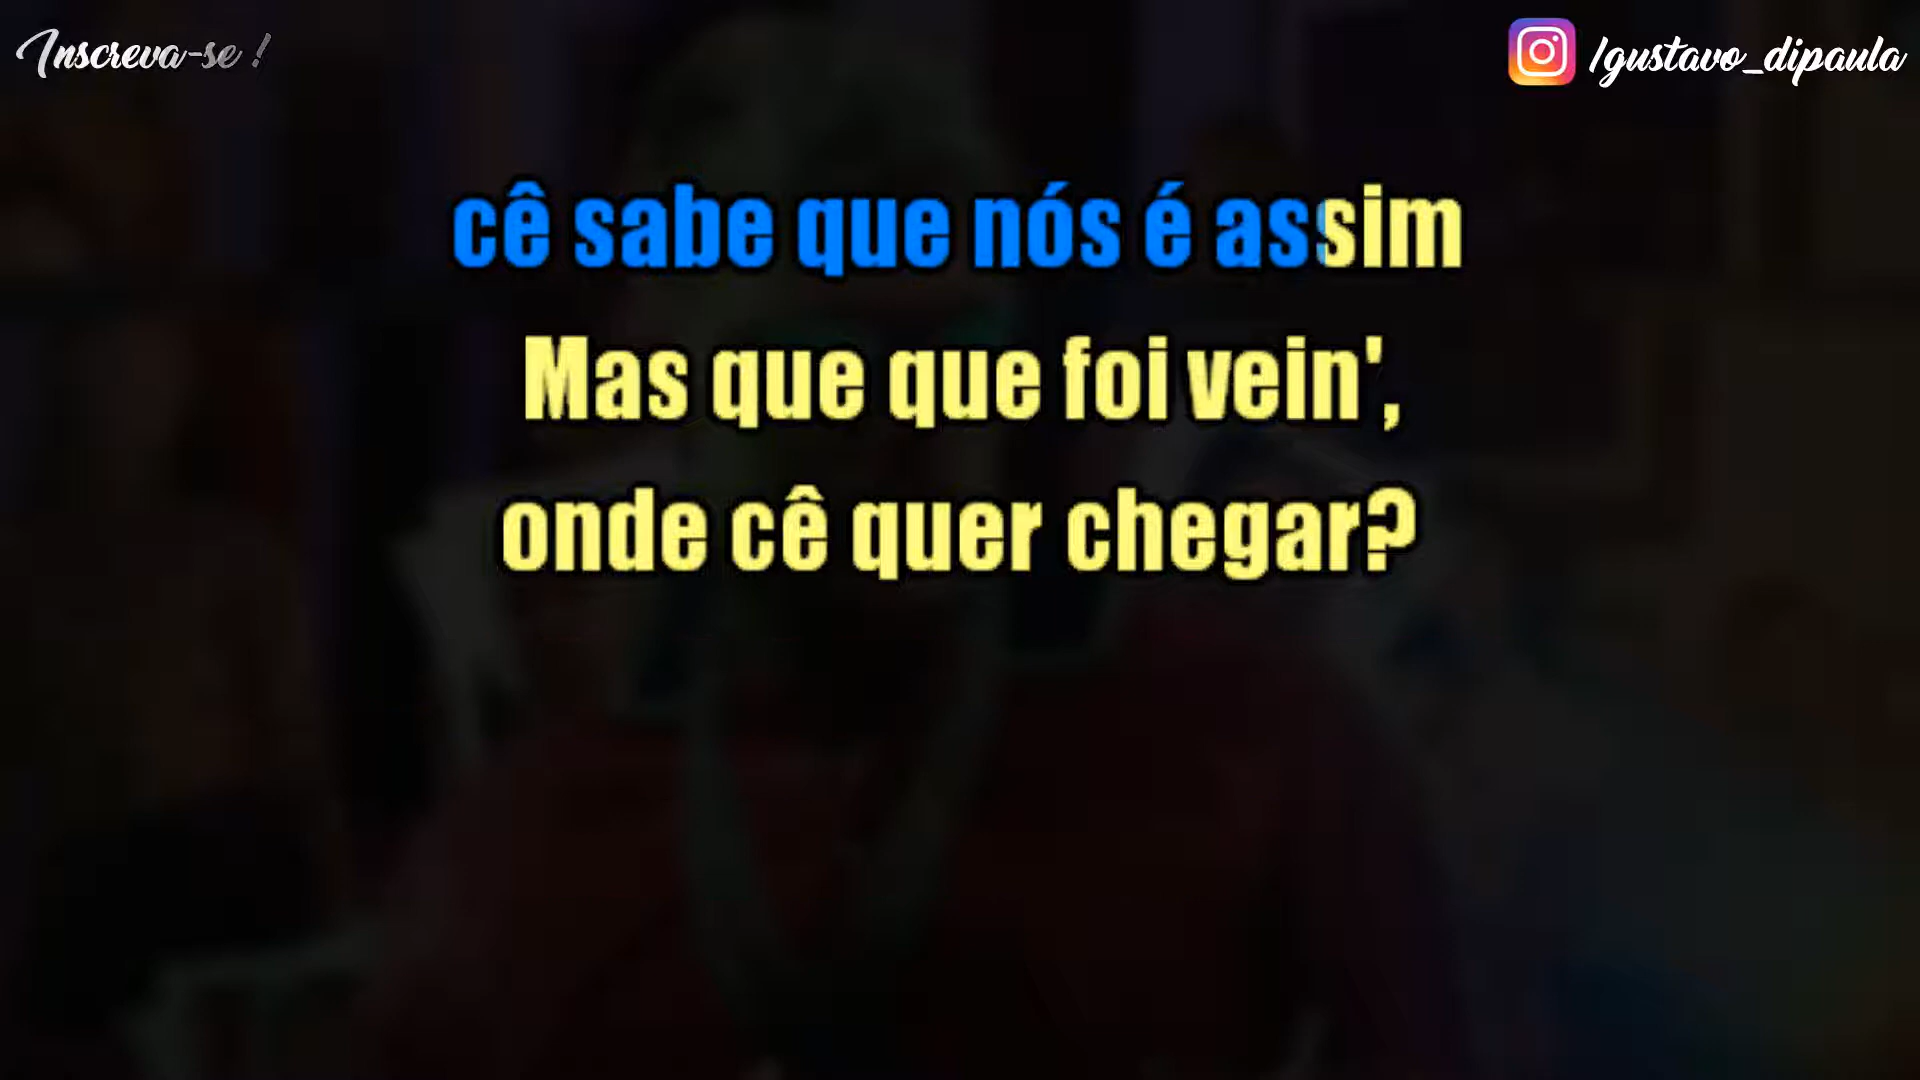 Inscreva-se !
/gustavo_dipaula
cê sabe que nós é assim
Mas que que foi vein',
onde cê quer chegar?